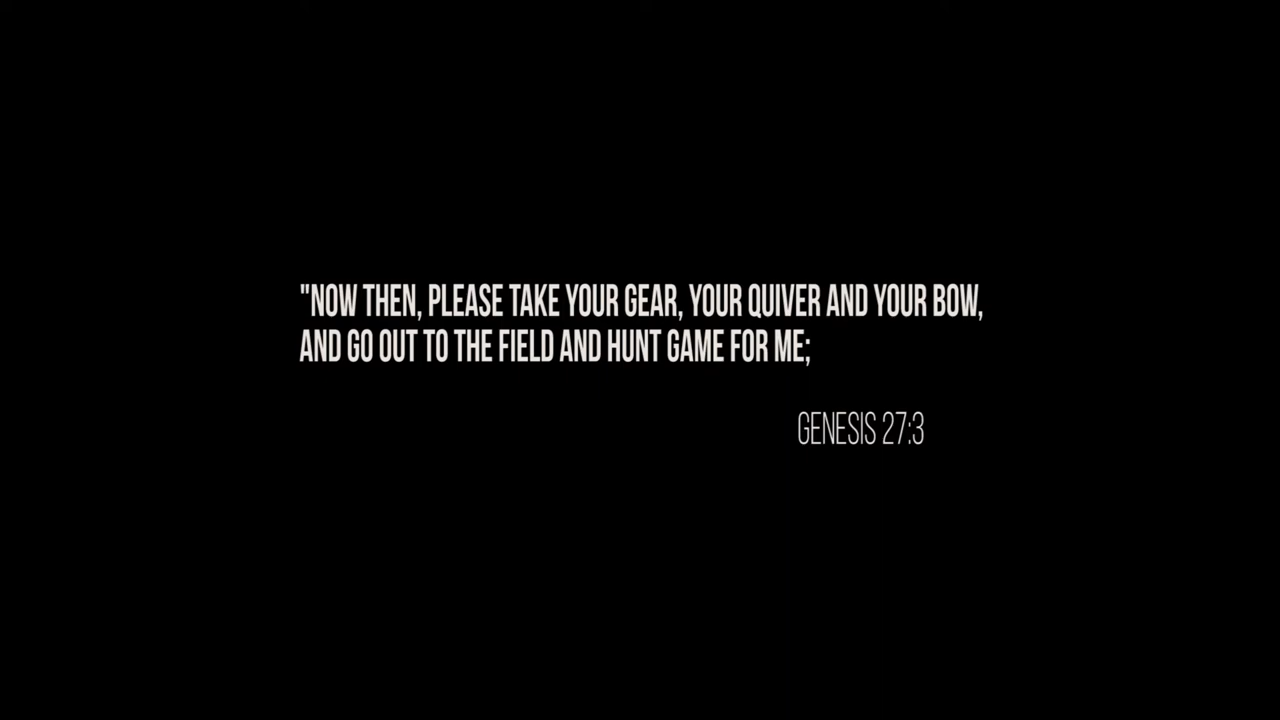 "NOW THEN, PLEASE TAKE YOUR GEAR, YOUR QUIVER AND YOUR BOW,
AND GO OUT TO THE FIELD AND HUNT GAME FOR ME;
GENESIS 27:3